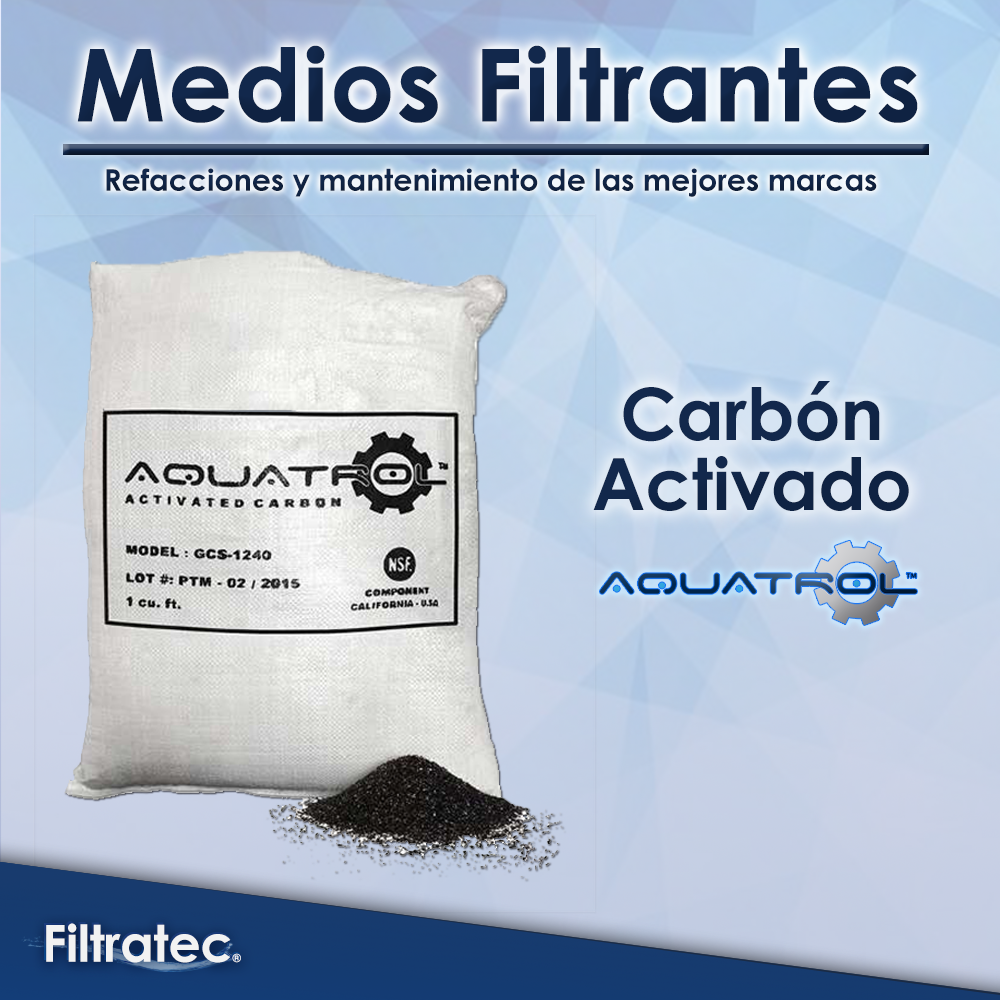 Medios Filtrantes
Refacciones y mantenimiento de las mejores marcas
AQUATROL™
ACTIVATED CARBON
MODEL : GCS-1240
LOT #: PTM - 02 / 2015
1 cu. ft.
NSF.
COMPONENT
CALIFORNIA - U.S.A
Carbón
Activado
AQUATROL™
Filtratec®